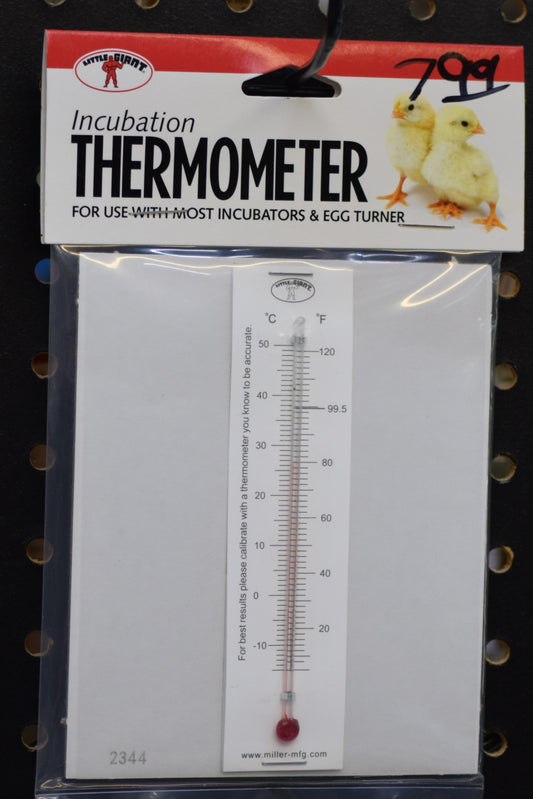 LITTLE GIANT
799
Incubation
THERMOMETER
FOR USE WITH MOST INCUBATORS & EGG TURNER
LITTLE GIANT
°C °F
50
120
40
99.5
30
80
20
60
10
40
0
20
-10
For best results please calibrate with a thermometer you know to be accurate.
www.miller-mfg.com
2344